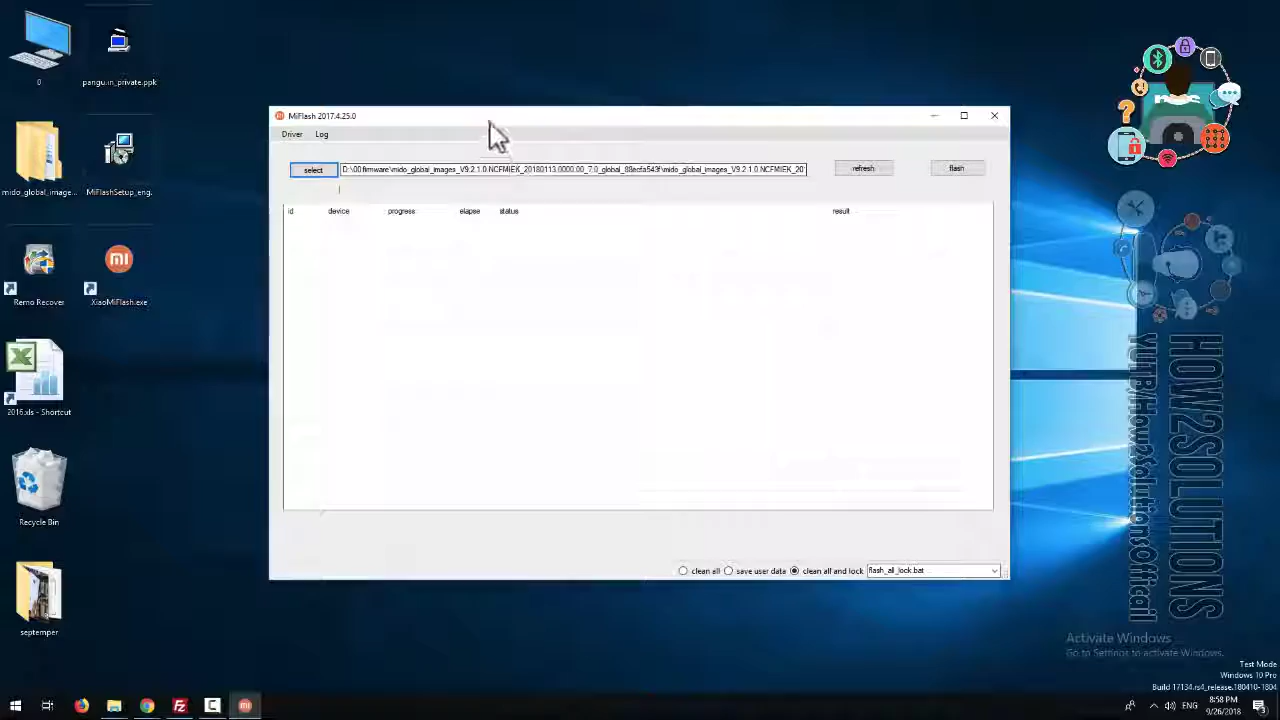 0
pangu.in_private.ppk
mido_global_image...
MiFlashSetup_eng.
Remo Recover
XiaoMiFlash.exe
2016.xls - Shortcut
Recycle Bin
septemper
MiFlash 2017.4.25.0
Driver Log
select D:\00 firmware\mido_global_images_V9.2.1.0.NCFMIEK_20180113.0000.00_7.0_global_88ecfa543f\mido_global_images_V9.2.1.0.NCFMIEK_20 refresh flash
id device progress elapse status result
clean all save user data clean all and lock flash_all_lock.bat
HOW2SOLUTIONS
Activate Windows
Go to Settings to activate Windows.
Test Mode
Windows 10 Pro
Build 17134.rs4_release.180410-1804
ENG
8:58 PM
9/26/2018